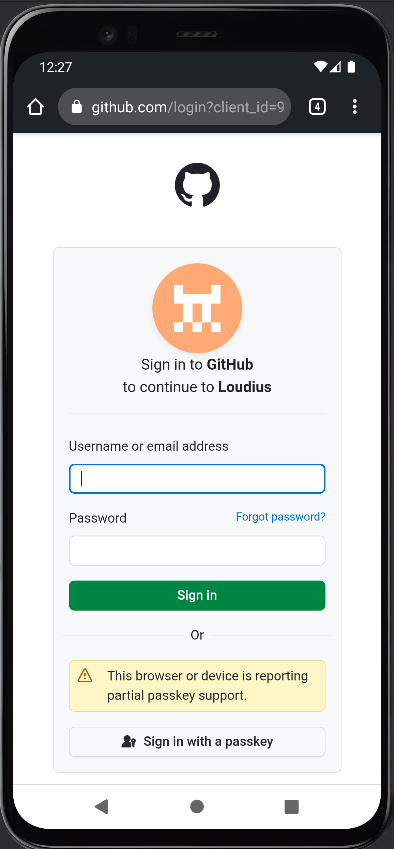 12:27
github.com/login?client_id=9
4
Sign in to GitHub
to continue to Loudius
Username or email address
Password
Forgot password?
Sign in
Or
This browser or device is reporting
partial passkey support.
Sign in with a passkey